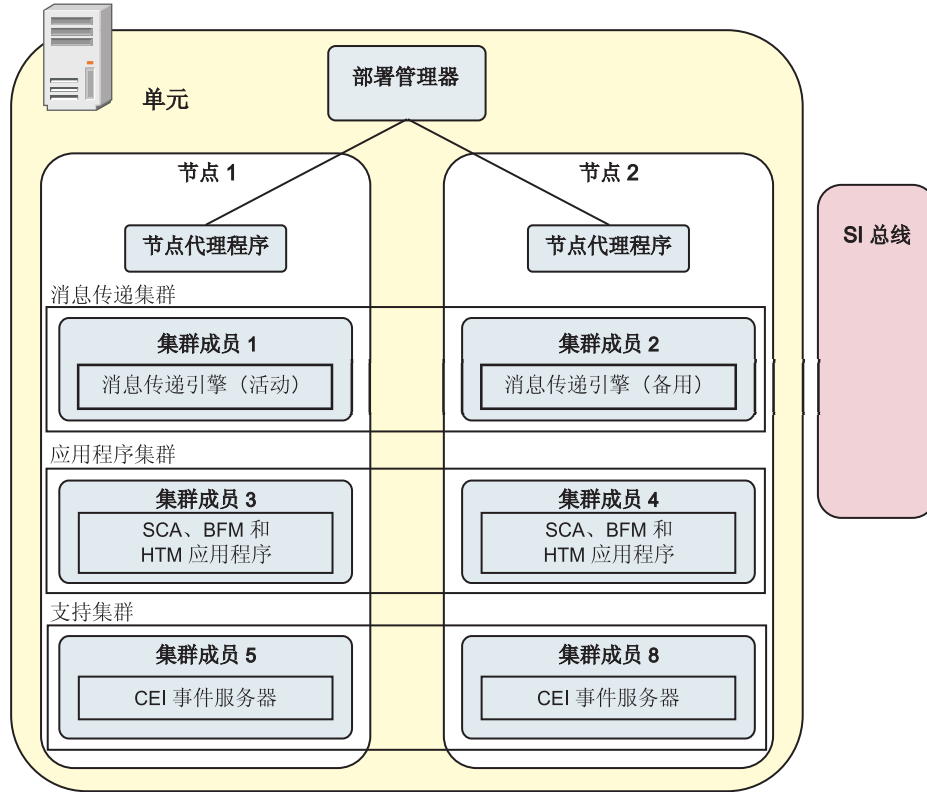 部署管理器
单元
节点 1
节点 2
SI 总线
节点代理程序
节点代理程序
消息传递集群
集群成员 1
集群成员 2
消息传递引擎（活动）
消息传递引擎（备用）
应用程序集群
集群成员 3
集群成员 4
SCA、BFM 和
HTM 应用程序
SCA、BFM 和
HTM 应用程序
支持集群
集群成员 5
集群成员 8
CEI 事件服务器
CEI 事件服务器